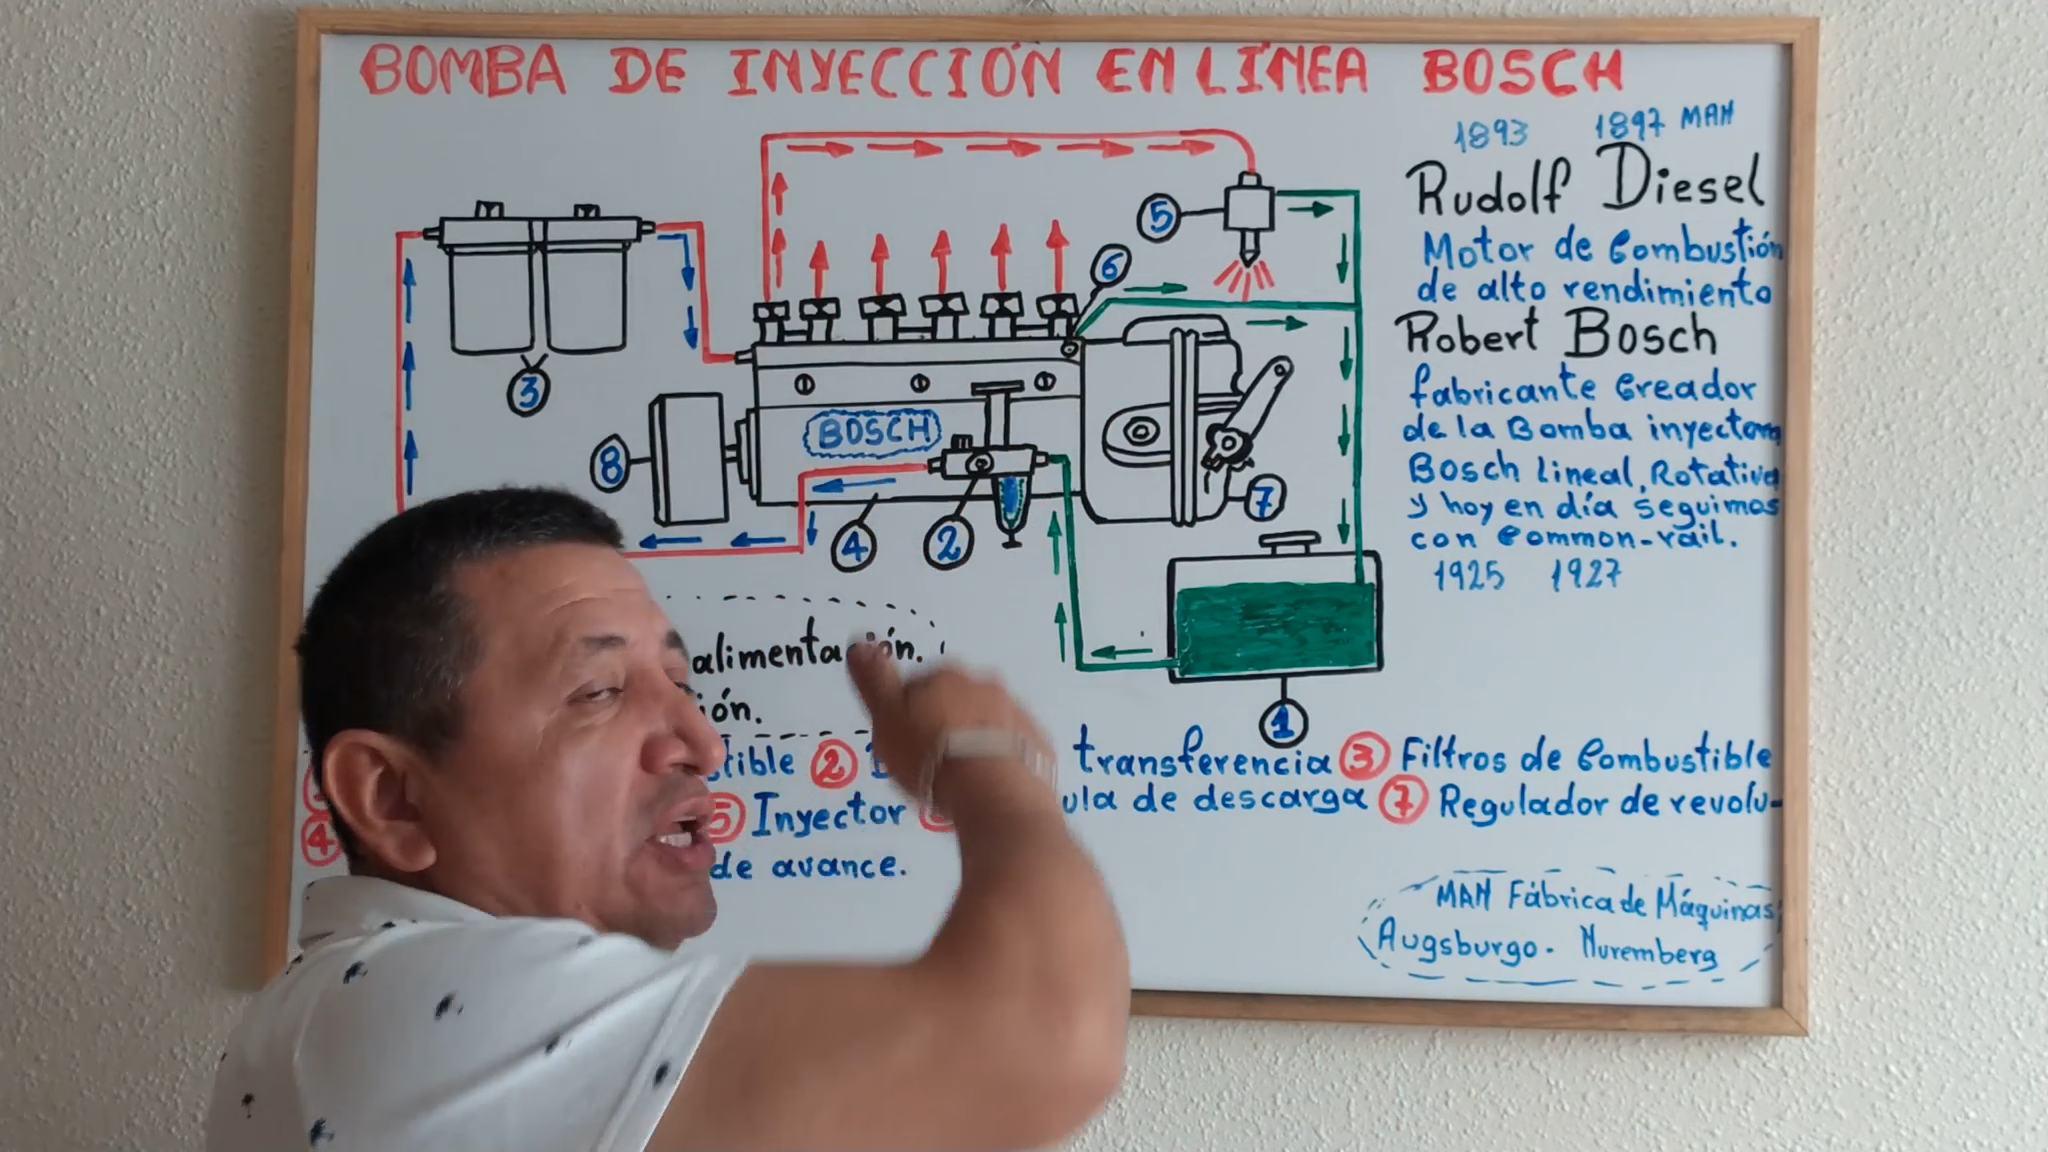 BOMBA DE INYECCIÓN EN LÍNEA BOSCH
1893 1897 MAN
Rudolf Diesel
Motor de Combustión
de alto rendimiento
Robert Bosch
fabricante Creador
de la Bomba inyectora
Bosch Lineal, Rotativa
y hoy en día seguimos
con Common-rail.
1925 1927
5
6
3
8
BOSCH
7
4
2
1
alimentación.
ión.
tible 2 transferencia 3 Filtros de Combustible
4 5 Inyector ula de descarga 7 Regulador de revolu-
de avance.
MAN Fábrica de Máquinas
Augsburgo - Nuremberg